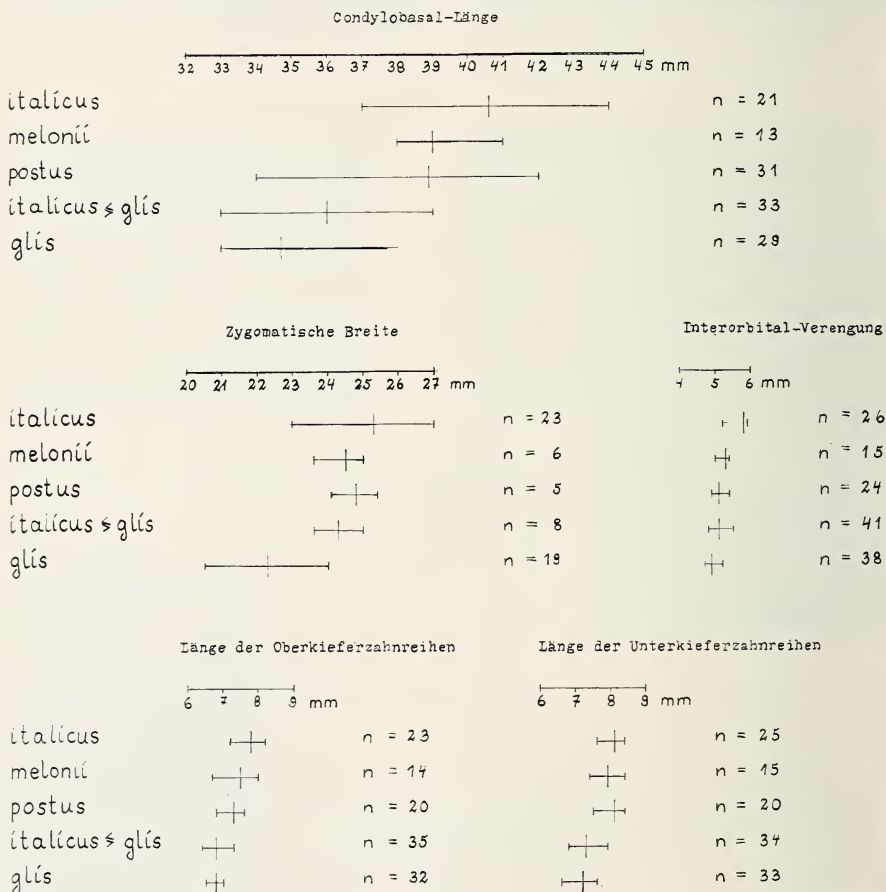 Condylobasal-Länge
32 33 34 35 36 37 38 39 40 41 42 43 44 45 mm
italicus n = 21
melonii n = 13
postus n = 31
italicus ≶ glis n = 33
glis n = 29
Zygomatische Breite
20 21 22 23 24 25 26 27 mm
italicus n = 23
melonii n = 6
postus n = 5
italicus ≶ glis n = 8
glis n = 19
Interorbital-Verengung
4 5 6 mm
n = 26
n = 15
n = 24
n = 41
n = 38
Länge der Oberkieferzahnreihen
6 7 8 9 mm
italicus n = 23
melonii n = 14
postus n = 20
italicus ≶ glis n = 35
glis n = 32
Länge der Unterkieferzahnreihen
6 7 8 9 mm
n = 25
n = 15
n = 20
n = 34
n = 33